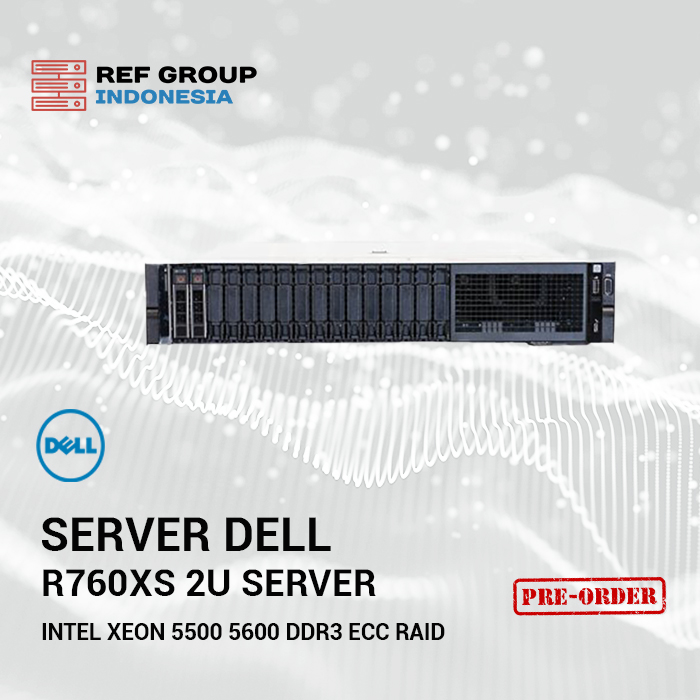 REF GROUP
INDONESIA
DELL
SERVER DELL
R760XS 2U SERVER
INTEL XEON 5500 5600 DDR3 ECC RAID
PRE-ORDER